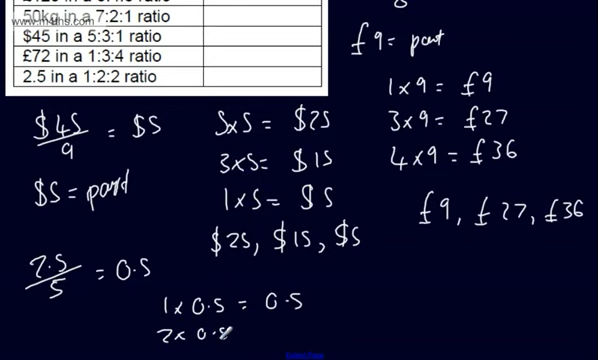 50kg in a 7:2:1 ratio
$45 in a 5:3:1 ratio
£72 in a 1:3:4 ratio
2.5 in a 1:2:2 ratio
£9 = part
1 x 9 = £9
3 x 9 = £27
4 x 9 = £36
£9, £27, £36
$45/9 = $5
$5 = part
5 x 5 = $25
3 x 5 = $15
1 x 5 = $5
$25, $15, $5
2.5/5 = 0.5
1 x 0.5 = 0.5
2 x 0.5